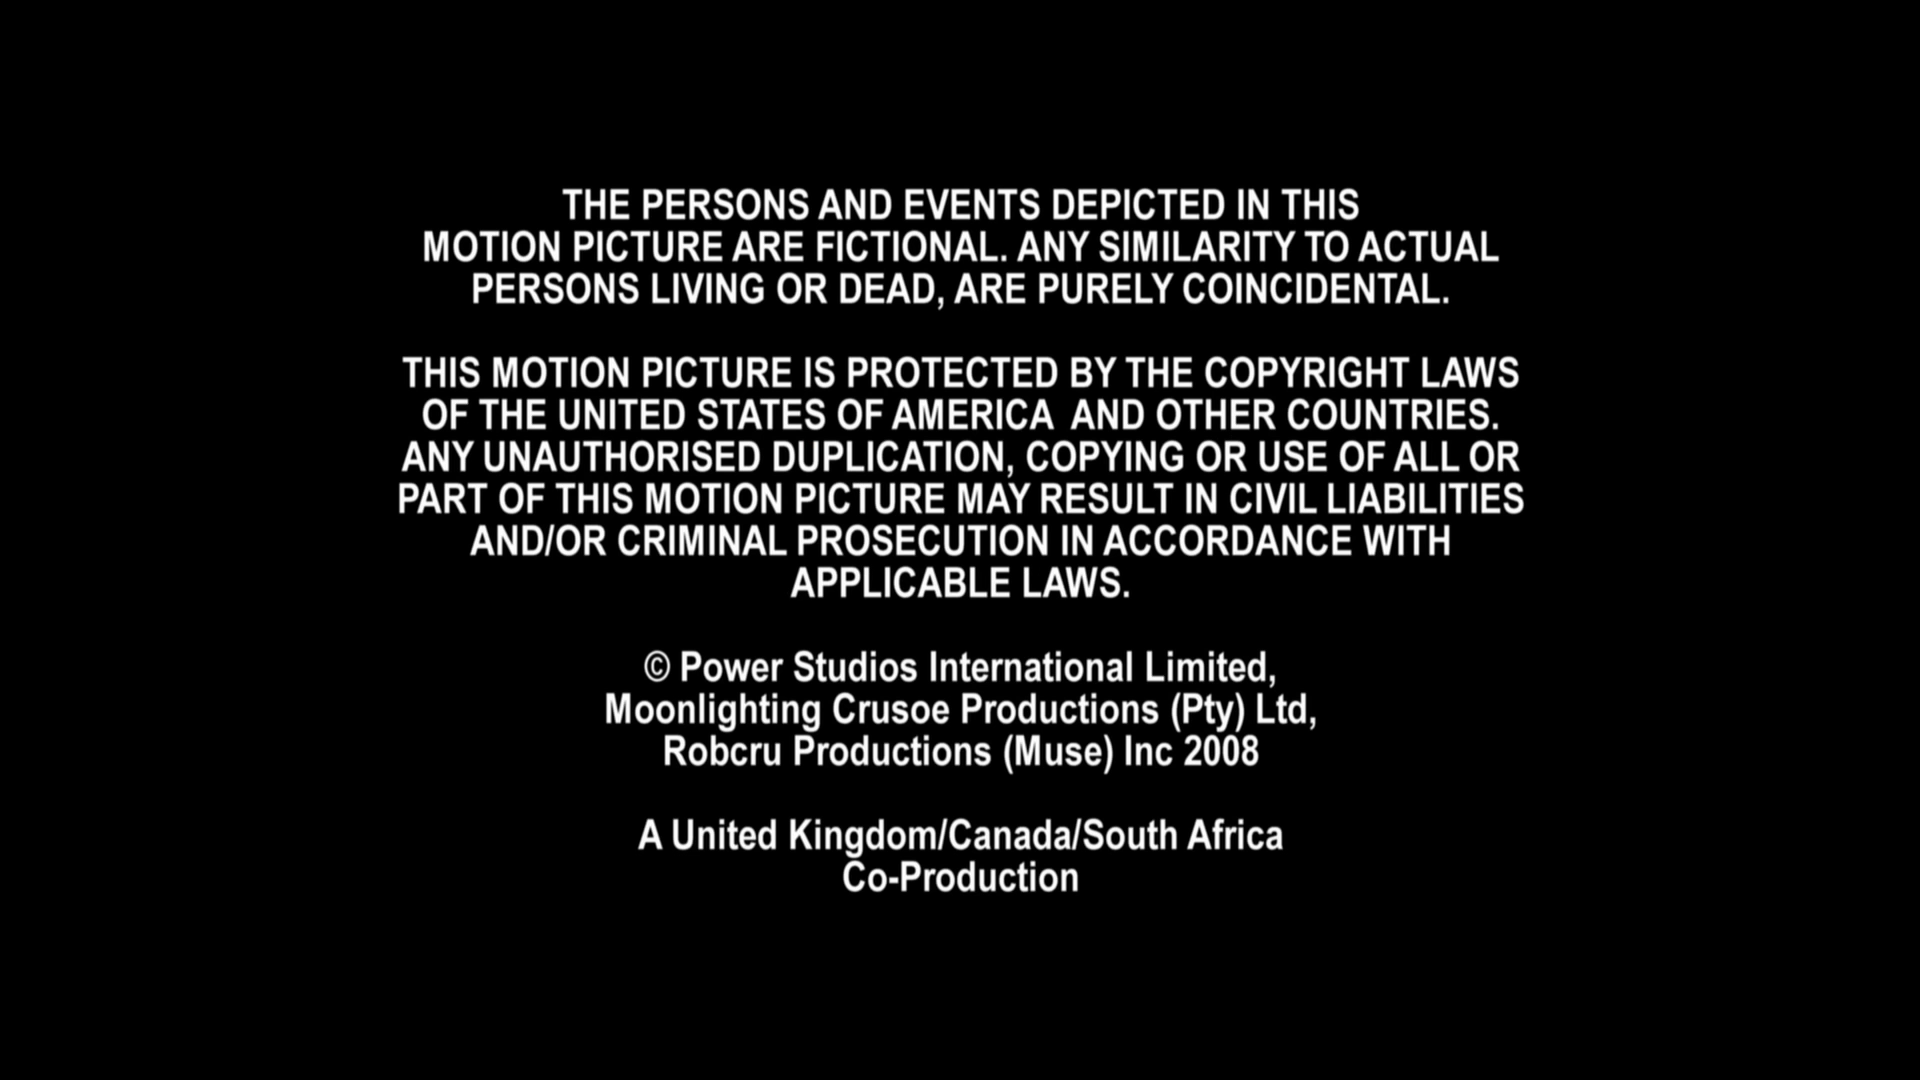 THE PERSONS AND EVENTS DEPICTED IN THIS
MOTION PICTURE ARE FICTIONAL. ANY SIMILARITY TO ACTUAL
PERSONS LIVING OR DEAD, ARE PURELY COINCIDENTAL.
THIS MOTION PICTURE IS PROTECTED BY THE COPYRIGHT LAWS
OF THE UNITED STATES OF AMERICA  AND OTHER COUNTRIES.
ANY UNAUTHORISED DUPLICATION, COPYING OR USE OF ALL OR
PART OF THIS MOTION PICTURE MAY RESULT IN CIVIL LIABILITIES
AND/OR CRIMINAL PROSECUTION IN ACCORDANCE WITH
APPLICABLE LAWS.
© Power Studios International Limited,
Moonlighting Crusoe Productions (Pty) Ltd,
Robcru Productions (Muse) Inc 2008
A United Kingdom/Canada/South Africa
Co-Production